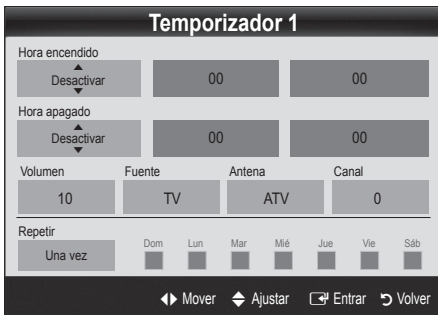 Temporizador 1
Hora encendido
Desactivar 00 00
Hora apagado
Desactivar 00 00
Volumen Fuente Antena Canal
10 TV ATV 0
Repetir
Una vez Dom Lun Mar Mié Jue Vie Sáb
Mover Ajustar Entrar Volver